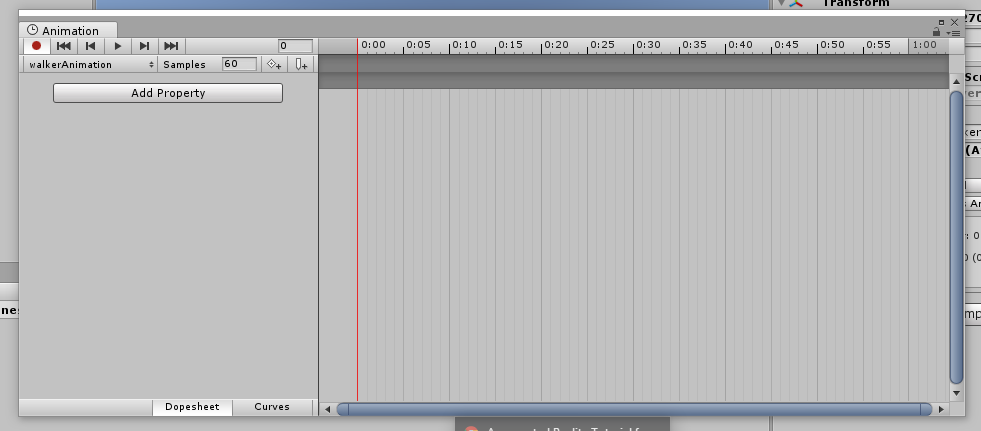 Transform
Animation
0
0:00 0:05 0:10 0:15 0:20 0:25 0:30 0:35 0:40 0:45 0:50 0:55 1:00
walkerAnimation Samples 60
Add Property
Dopesheet Curves